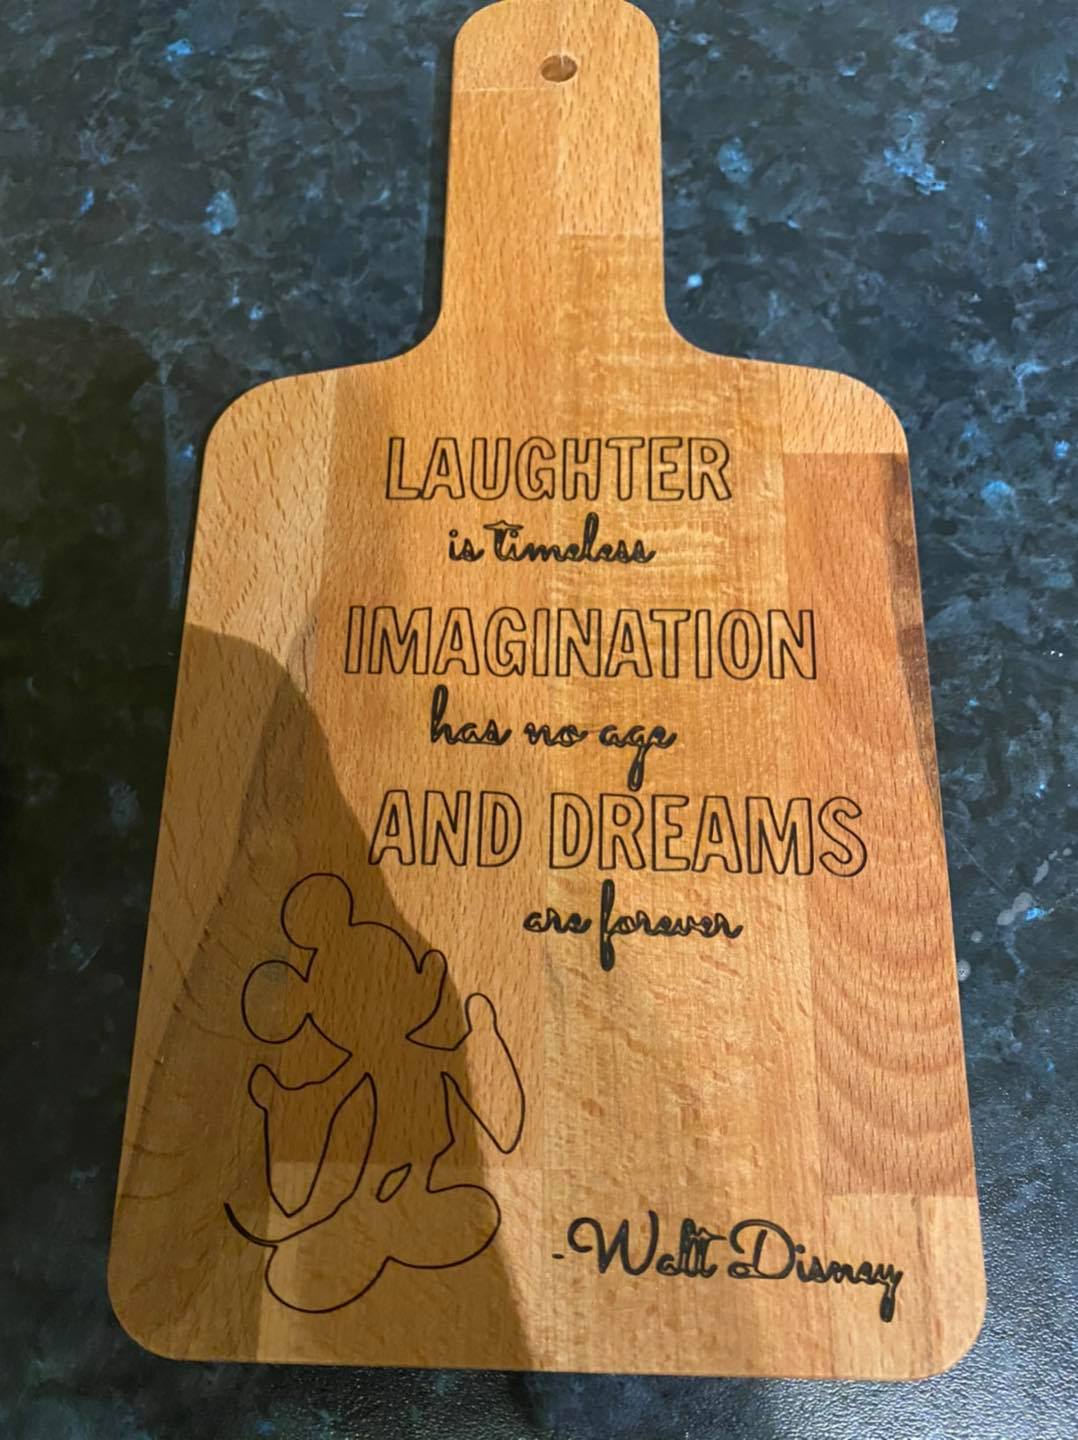 LAUGHTER
is timeless
IMAGINATION
has no age
AND DREAMS
are forever
-Walt Disney